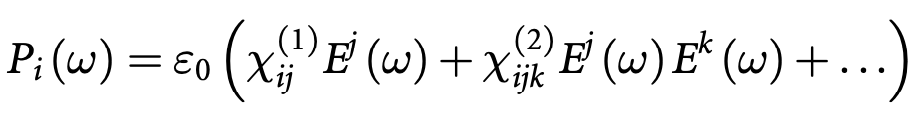 P_i(ω) = ε_0 ( χ_{ij}^{(1)} E^j(ω) + χ_{ijk}^{(2)} E^j(ω) E^k(ω) + … )